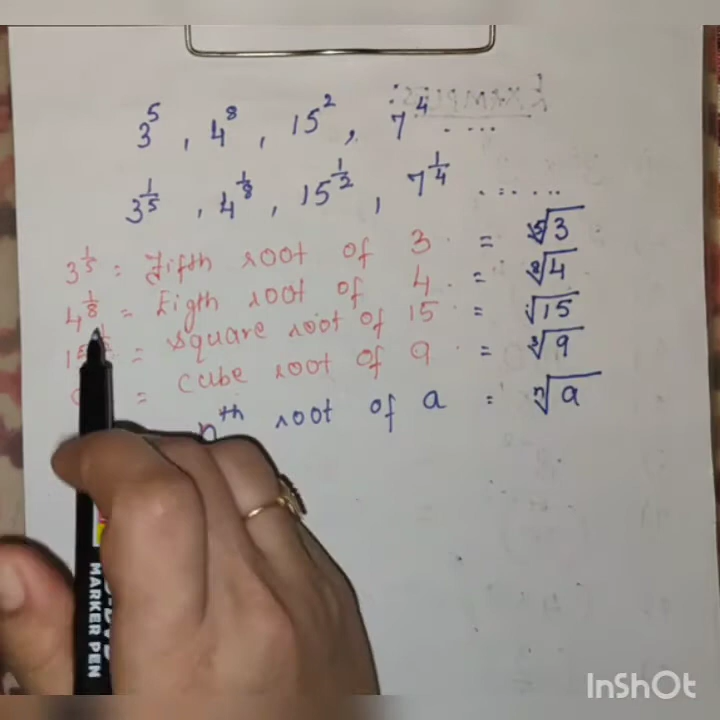 3⁵ , 4⁸ , 15² , 7⁴ ....
3^1/5 , 4^1/8 , 15^1/2 , 7^1/4 ......
3^1/5 = Fifth root of 3 = ⁵√3
4^1/8 = Eigth root of 4 = ⁸√4
= square root of 15 = √15
= cube root of 9 = ³√9
nth root of a = ⁿ√a
MARKER PEN
InShOt